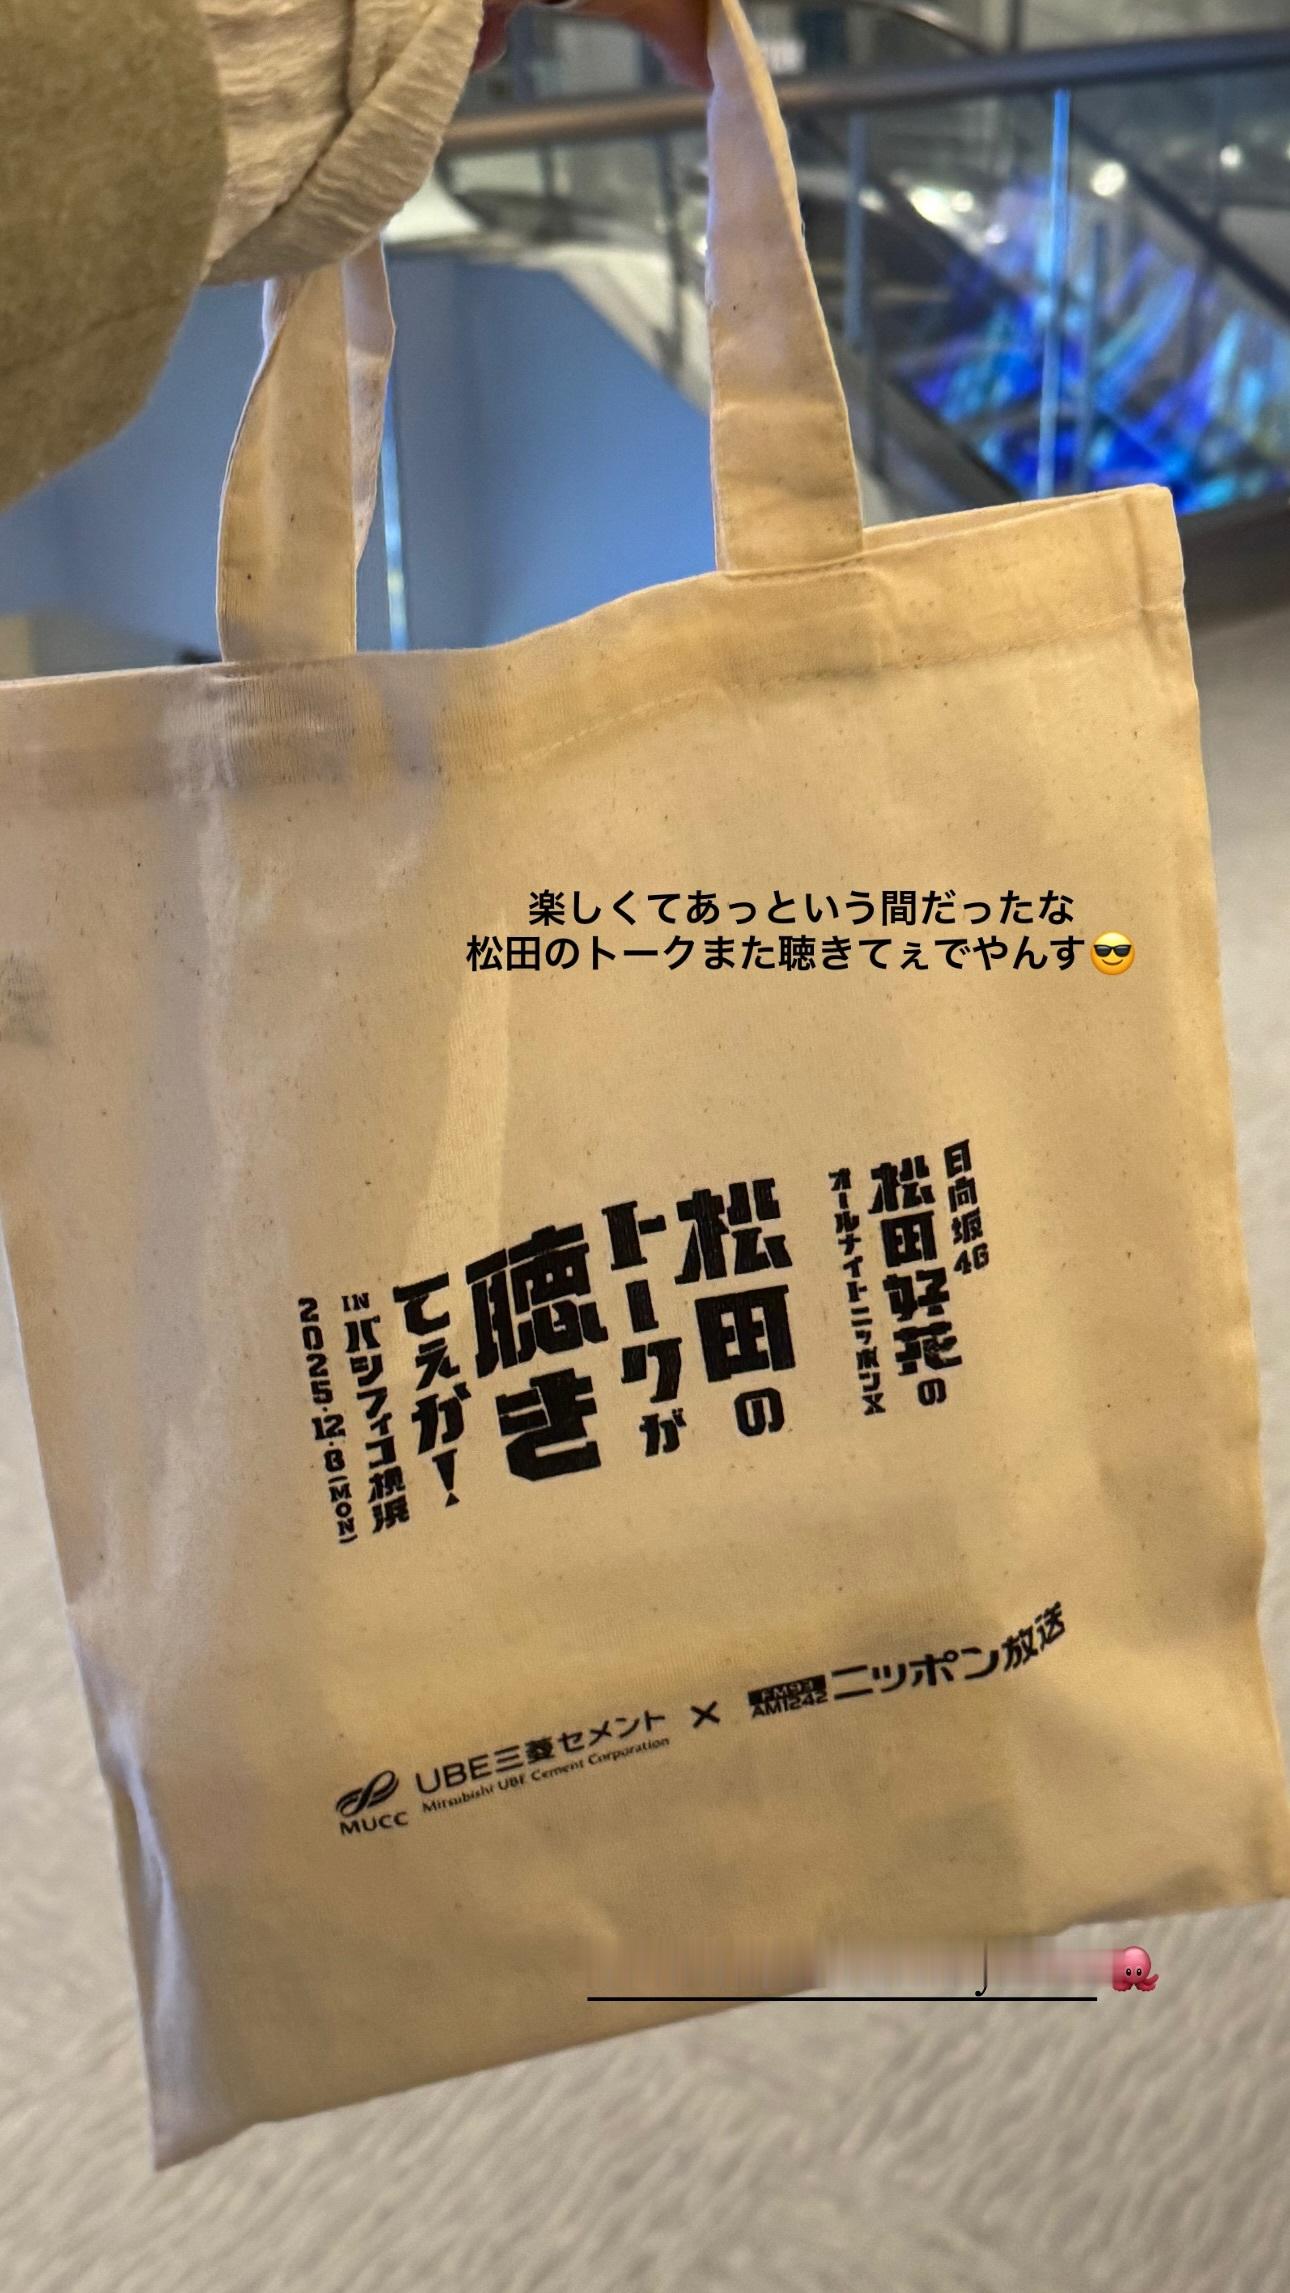 楽しくてあっという間だったな
松田のトークまた聴きてぇでやんす😎
日向坂46
松田好花の
オールナイトニッポンX
松田の
トークが
聴き
てぇが!
IN パシフィコ横浜
2025.12.8(MON)
MUCC
UBE三菱セメント
Mitsubishi UBE Cement Corporation
×
FM93
AM1242
ニッポン放送